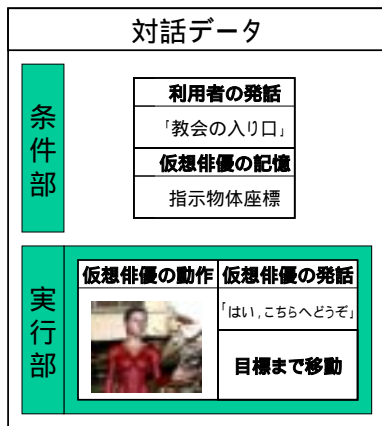 対話データ
条件部
利用者の発話
「教会の入り口」
仮想俳優の記憶
指示物体座標
実行部
仮想俳優の動作
仮想俳優の発話
「はい,こちらへどうぞ」
目標まで移動